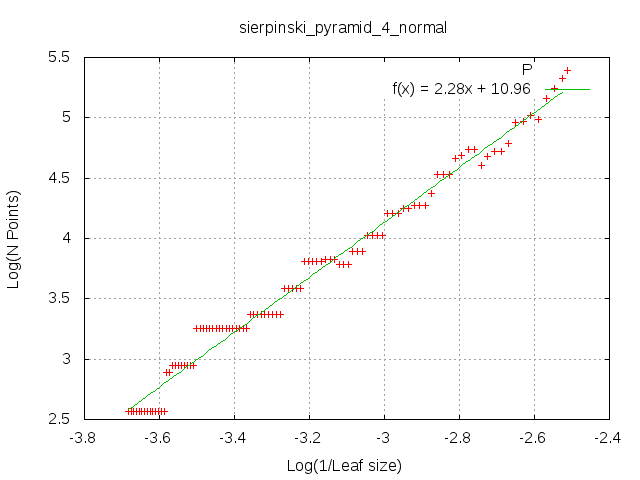 sierpinski_pyramid_4_normal
5.5
5
4.5
4
3.5
3
2.5
Log(N Points)
P
f(x) = 2.28x + 10.96
-3.8 -3.6 -3.4 -3.2 -3 -2.8 -2.6 -2.4
Log(1/Leaf size)